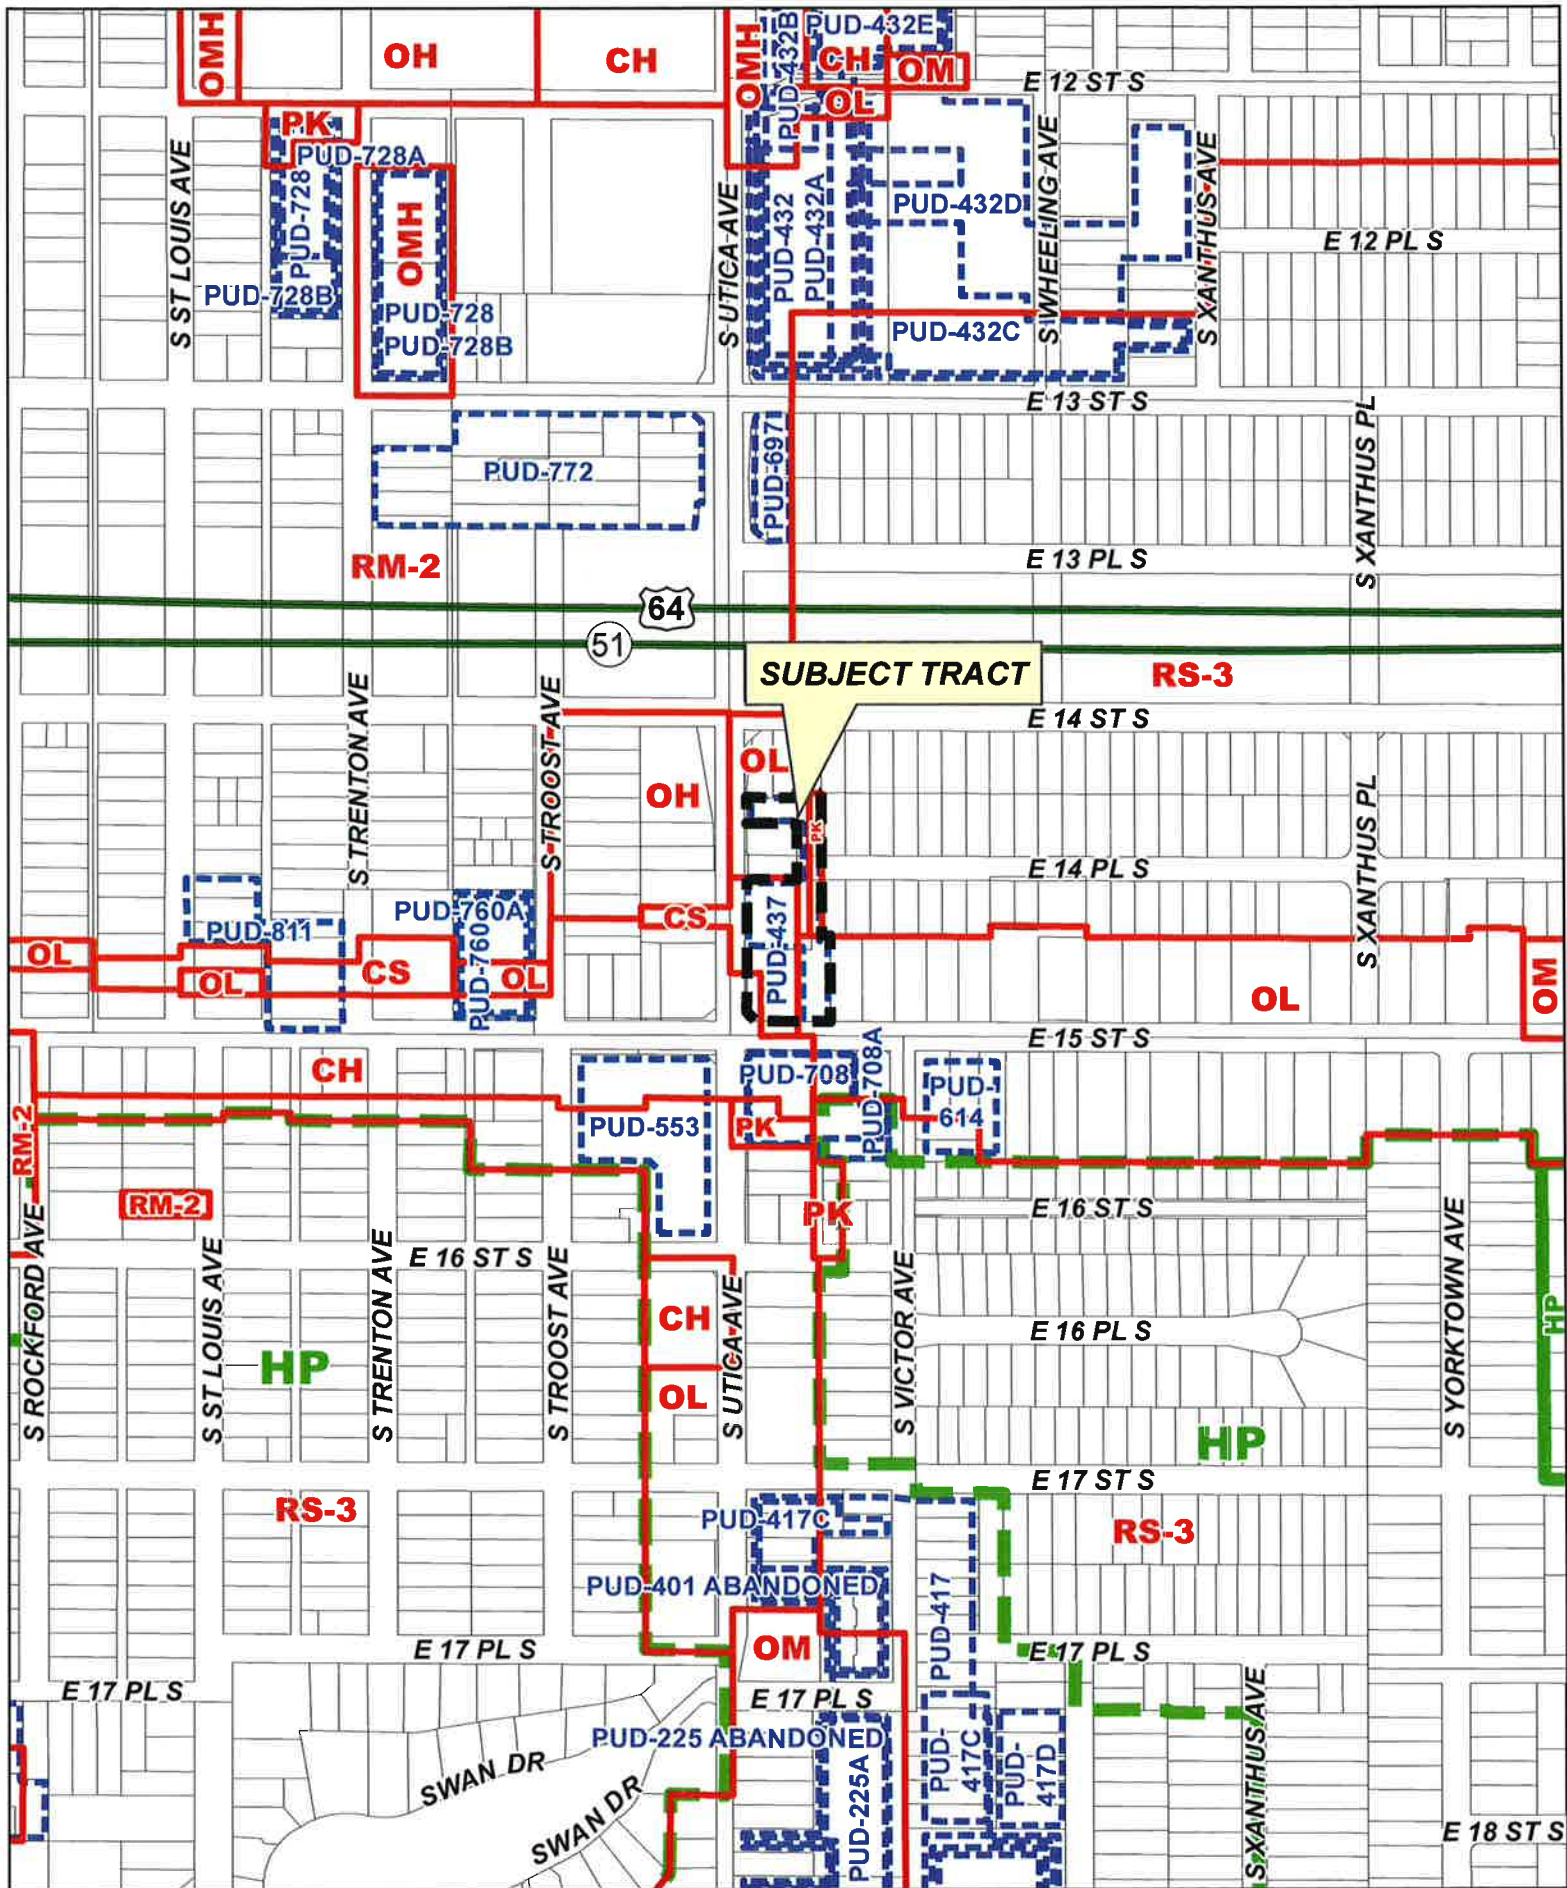 OMH
OH
CH
OMH
PUD-432B
PUD-432E
CH
OM
OL
E 12 ST S
PK
PUD-728A
PUD-728
PUD-728B
OMH
PUD-728
PUD-728B
S ST LOUIS AVE
S UTICA AVE
PUD-432
PUD-432A
PUD-432D
PUD-432C
S WHEELING AVE
S XANTHUS AVE
E 12 PL S
E 13 ST S
PUD-772
PUD-697
S XANTHUS PL
E 13 PL S
RM-2
64
51
SUBJECT TRACT
RS-3
E 14 ST S
S TRENTON AVE
S TROOST AVE
OH
OL
PK
E 14 PL S
S XANTHUS PL
PUD-811
PUD-760A
PUD-760
CS
PUD-437
OL
OL
CS
OL
OL
OM
E 15 ST S
CH
PUD-708
PUD-708A
PUD-
614
PUD-553
PK
RM-2
RM-2
PK
E 16 ST S
E 16 ST S
S ROCKFORD AVE
S ST LOUIS AVE
S TRENTON AVE
S TROOST AVE
S UTICA AVE
S VICTOR AVE
S YORKTOWN AVE
CH
E 16 PL S
HP
HP
OL
HP
E 17 ST S
RS-3
PUD-417C
RS-3
PUD-401 ABANDONED
PUD-417
OM
E 17 PL S
E 17 PL S
E 17 PL S
E 17 PL S
PUD-225 ABANDONED
SWAN DR
SWAN DR
PUD-225A
PUD-
417C
PUD-
417D
S XANTHUS AVE
E 18 ST S